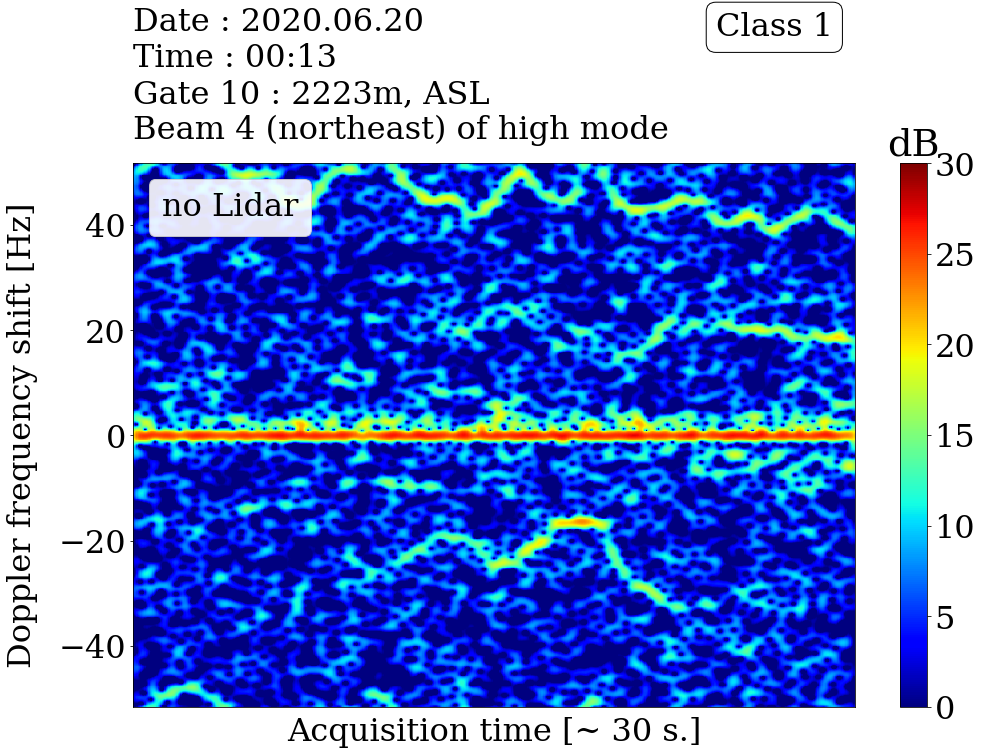 Date : 2020.06.20
Time : 00:13
Gate 10 : 2223m, ASL
Beam 4 (northeast) of high mode
Class 1
no Lidar
Doppler frequency shift [Hz]
40
20
0
−20
−40
Acquisition time [~ 30 s.]
dB
30
25
20
15
10
5
0